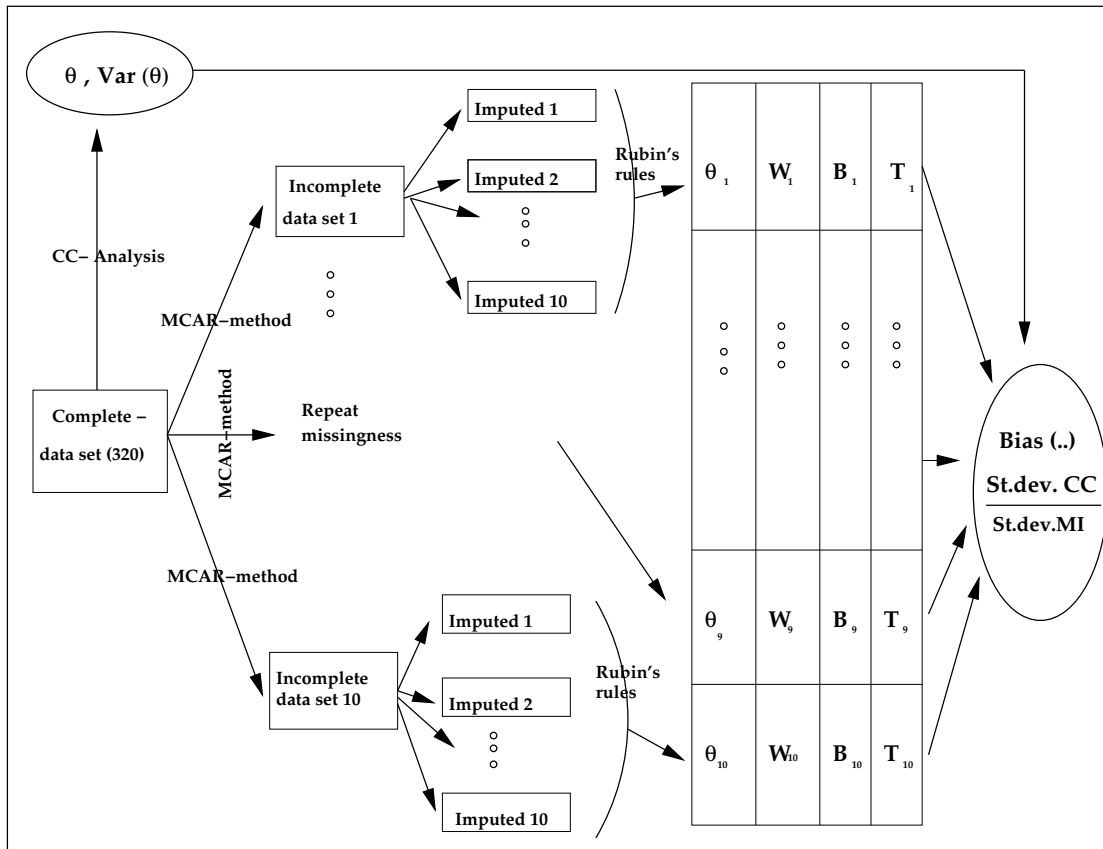 θ , Var (θ)
CC– Analysis
Complete –
data set (320)
MCAR–method
MCAR–method
MCAR–method
Incomplete
data set 1
Repeat
missingness
Incomplete
data set 10
Imputed 1
Imputed 2
Imputed 10
Rubin's
rules
Imputed 1
Imputed 2
Imputed 10
Rubin's
rules
θ 1 W1 B 1 T 1
θ 9 W9 B 9 T 9
θ10 W10 B 10 T 10
Bias (..)
St.dev. CC
St.dev.MI